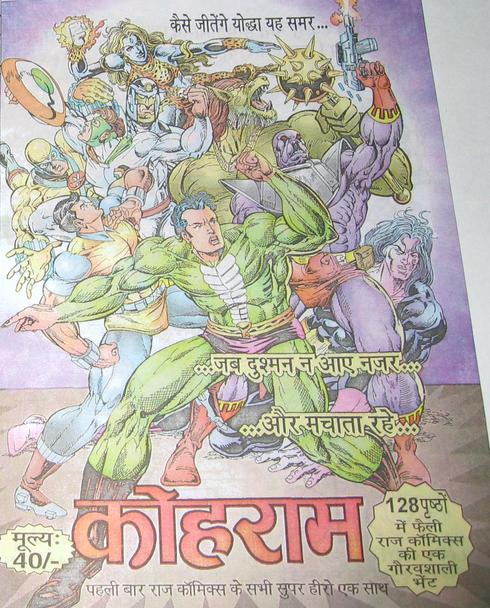 कैसे जीतेंगे योद्धा यह समर...
...जब दुश्मन न आए नजर...
...और मचाता रहे...
कोहराम
मूल्य:
40/-
128 पृष्ठों
में फैली
राज कॉमिक्स
की एक
गौरवशाली
भेंट
पहली बार राज कॉमिक्स के सभी सुपर हीरो एक साथ